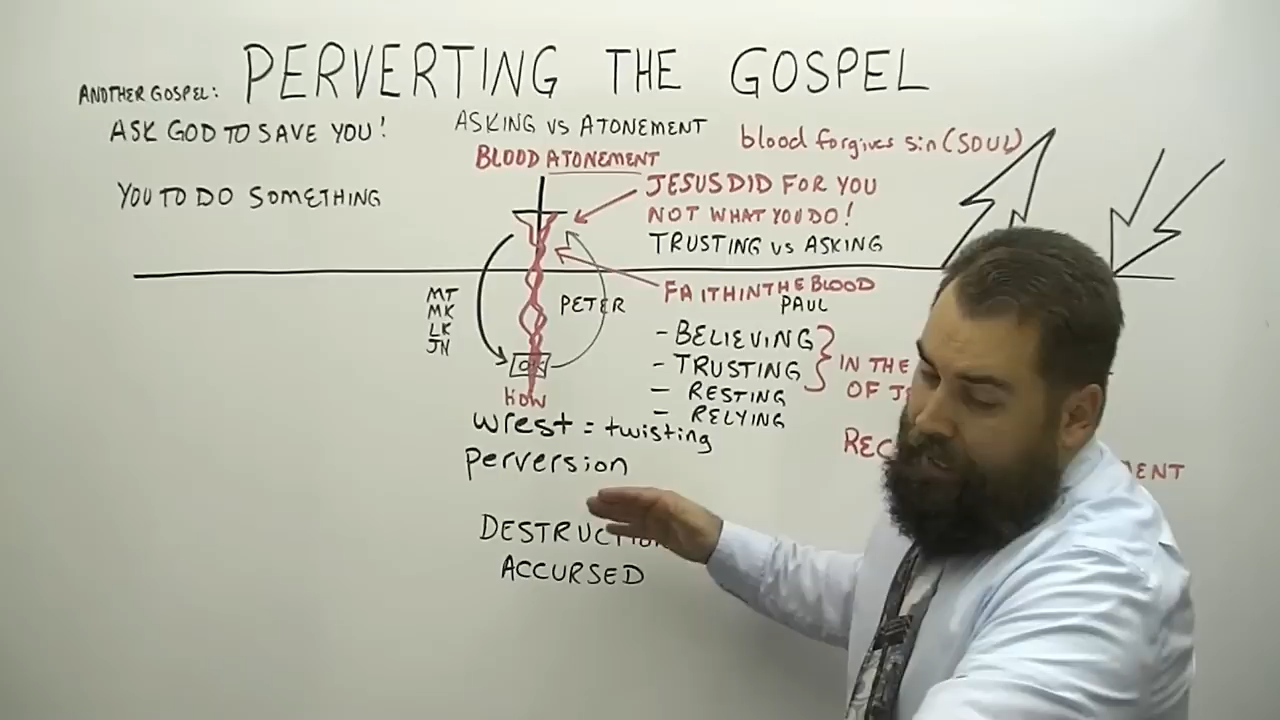 PERVERTING THE GOSPEL
ANOTHER GOSPEL:
ASK GOD TO SAVE YOU!
YOU TO DO SOMETHING
ASKING VS ATONEMENT
BLOOD ATONEMENT
blood forgives sin (SOUL)
JESUS DID FOR YOU
NOT WHAT YOU DO!
TRUSTING vs ASKING
MT
MK
LK
JN
PETER
FAITH IN THE BLOOD
PAUL
- BELIEVING
- TRUSTING
- RESTING
- RELYING
IN THE
OF
HOW
wrest = twisting
perversion
DESTRUCTION
ACCURSED